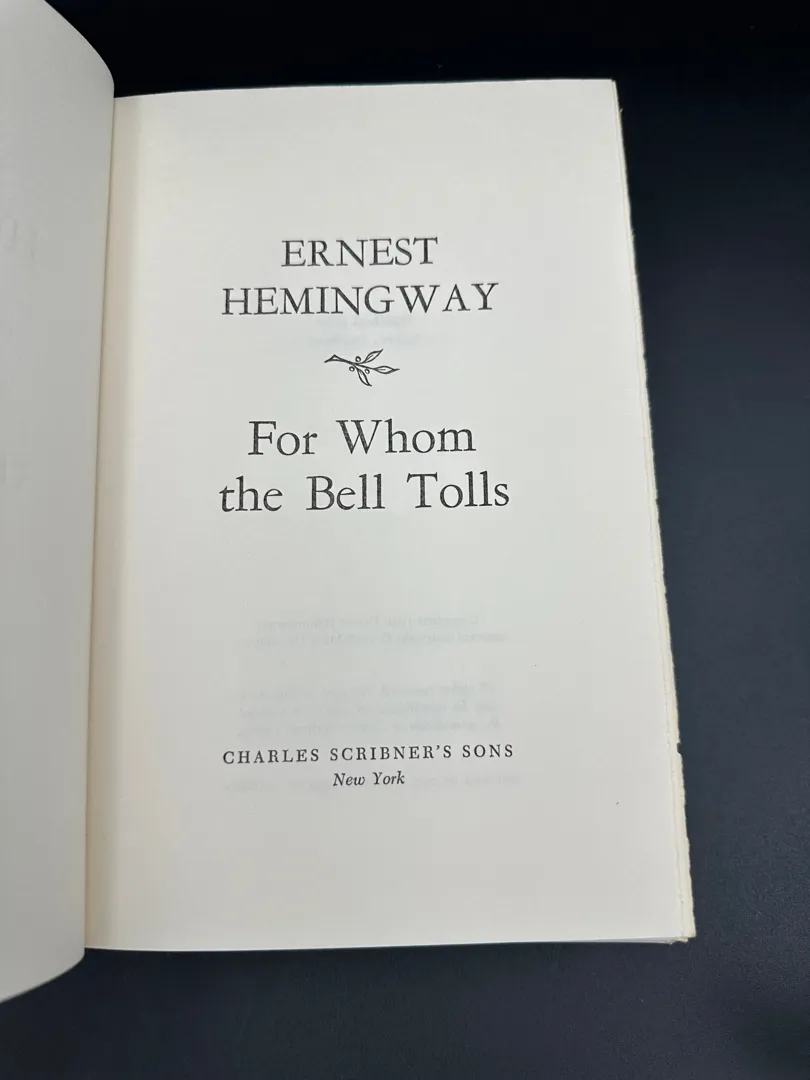 ERNEST
HEMINGWAY
For Whom
the Bell Tolls
CHARLES SCRIBNER'S SONS
New York